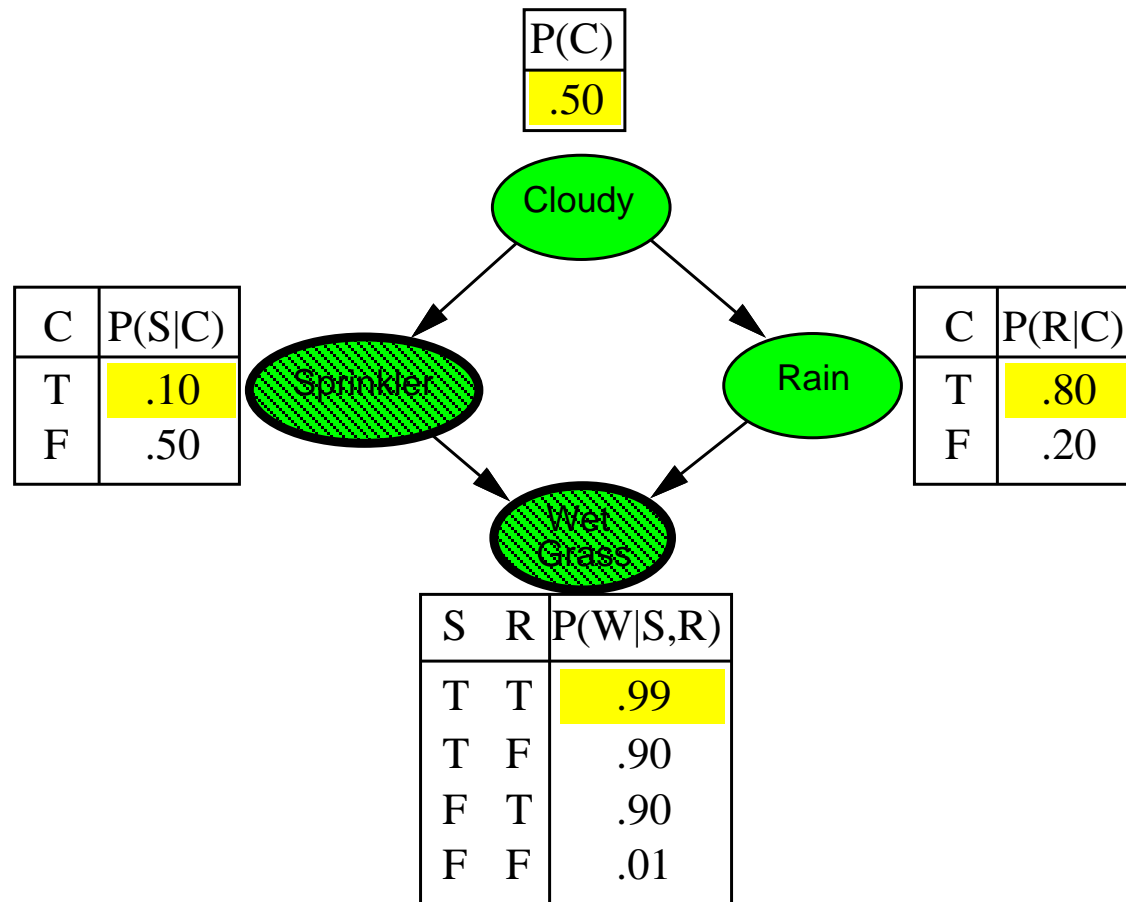 P(C)
.50
Cloudy
C P(S|C)
T .10
F .50
Sprinkler
Rain
C P(R|C)
T .80
F .20
Wet
Grass
S R P(W|S,R)
T T .99
T F .90
F T .90
F F .01